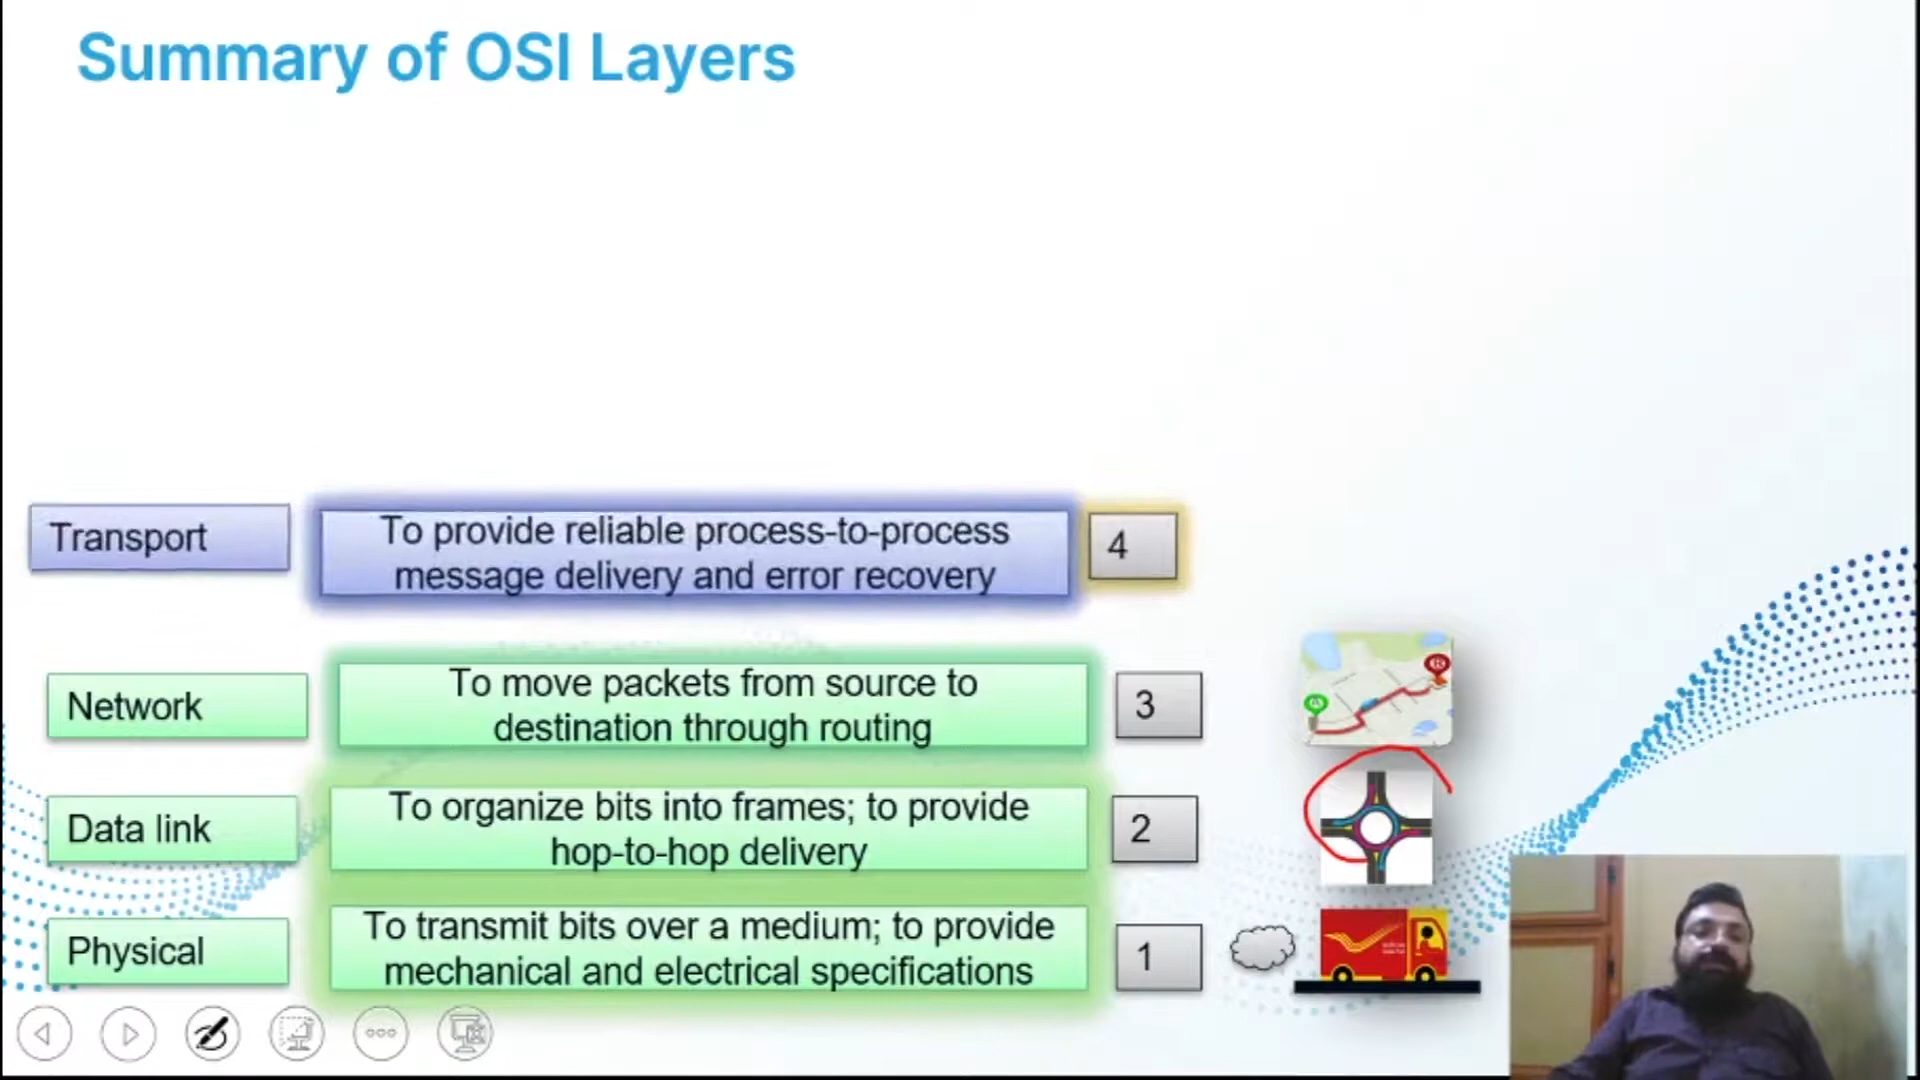 Summary of OSI Layers
Transport
To provide reliable process-to-process
message delivery and error recovery
4
Network
To move packets from source to
destination through routing
3
Data link
To organize bits into frames; to provide
hop-to-hop delivery
2
Physical
To transmit bits over a medium; to provide
mechanical and electrical specifications
1